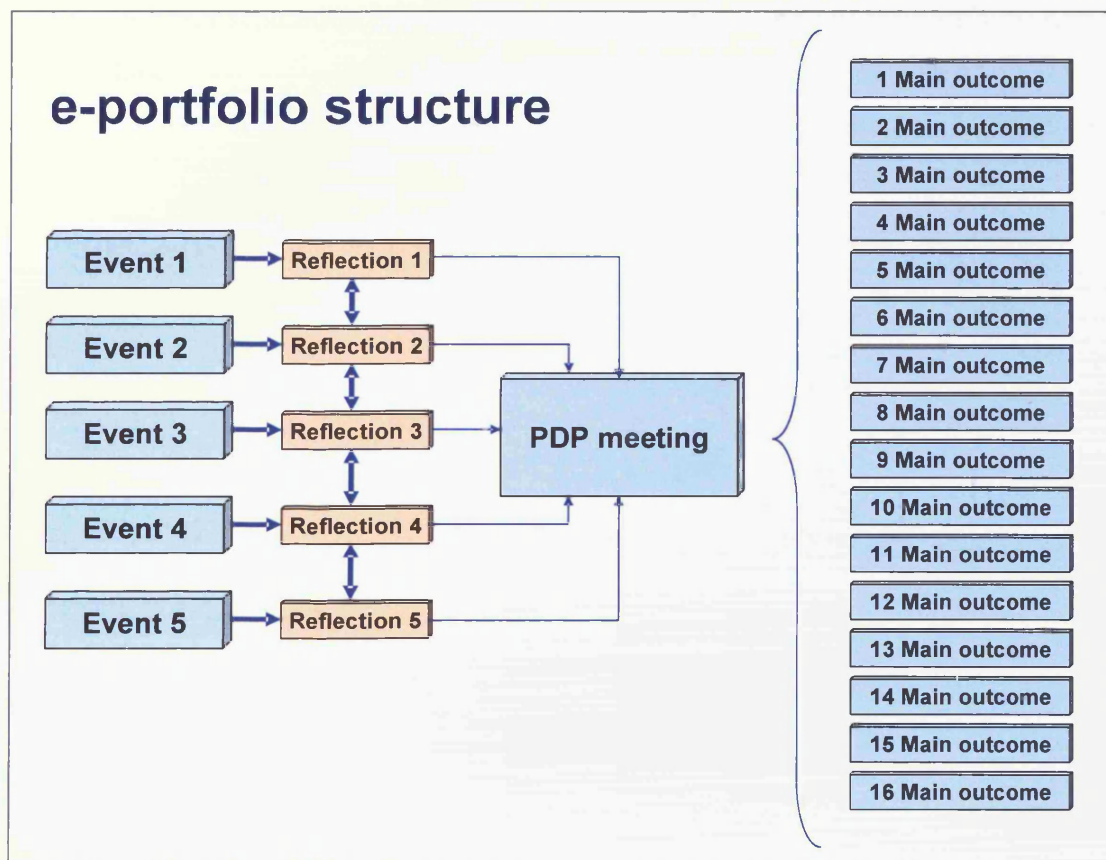 e-portfolio structure
Event 1
Reflection 1
Event 2
Reflection 2
Event 3
Reflection 3
PDP meeting
Event 4
Reflection 4
Event 5
Reflection 5
1 Main outcome
2 Main outcome
3 Main outcome
4 Main outcome
5 Main outcome
6 Main outcome
7 Main outcome
8 Main outcome
9 Main outcome
10 Main outcome
11 Main outcome
12 Main outcome
13 Main outcome
14 Main outcome
15 Main outcome
16 Main outcome